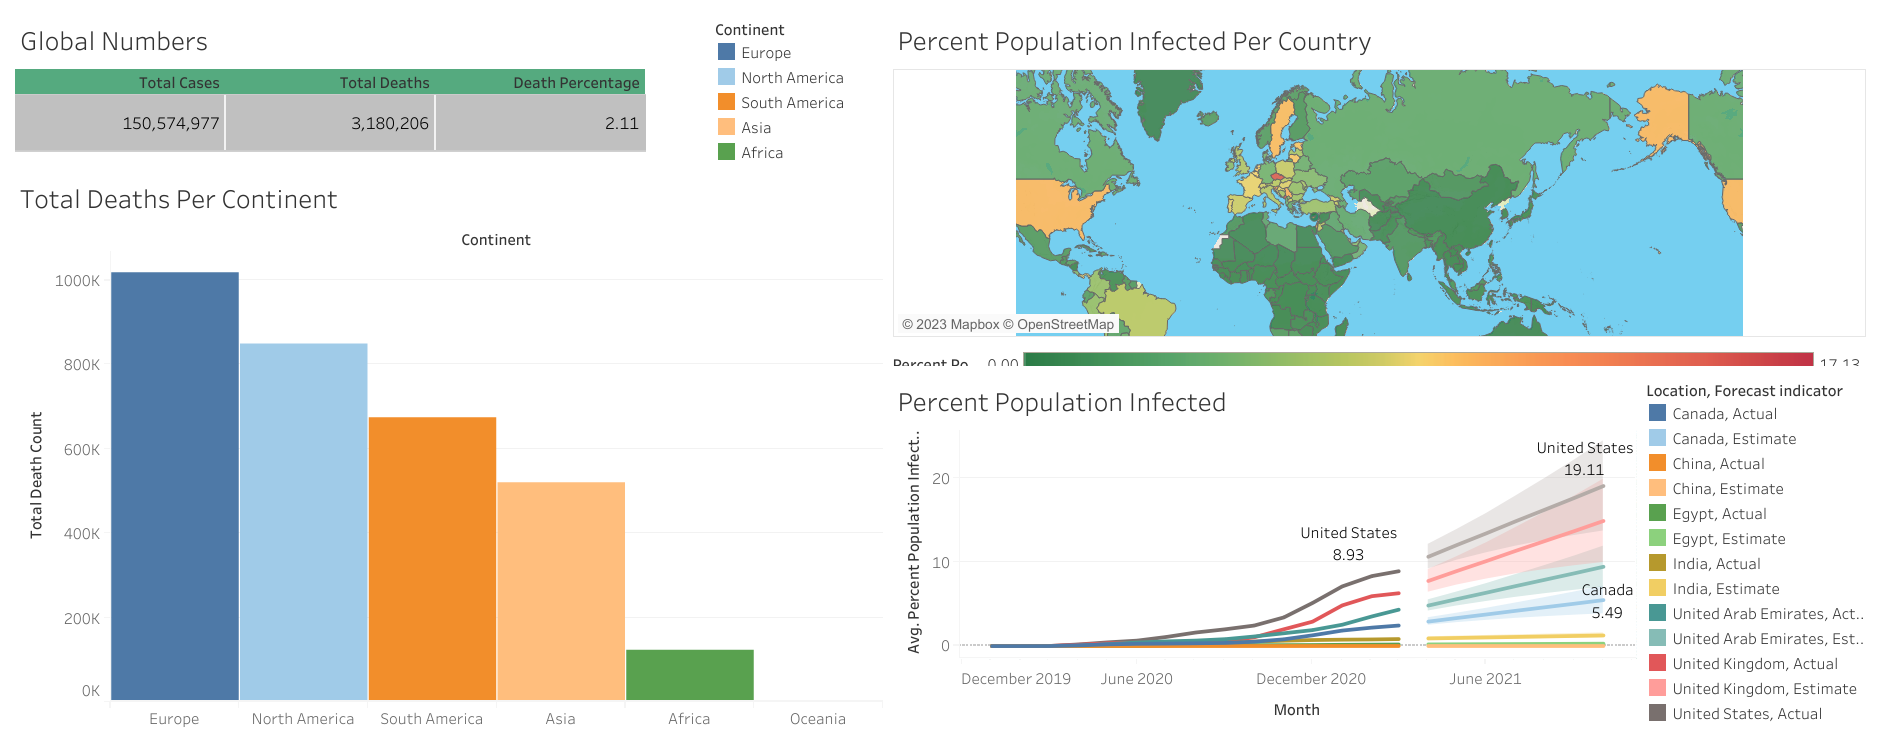 Global Numbers
Total Cases Total Deaths Death Percentage
150,574,977 3,180,206 2.11
Continent
Europe
North America
South America
Asia
Africa
Total Deaths Per Continent
Continent
Total Death Count
1000K
800K
600K
400K
200K
0K
Europe North America South America Asia Africa Oceania
Percent Population Infected Per Country
© 2023 Mapbox © OpenStreetMap
Percent Po.. 0.00 17.13
Percent Population Infected
Avg. Percent Population Infect..
20
10
0
United States
19.11
United States
8.93
Canada
5.49
December 2019 June 2020 December 2020 June 2021
Month
Location, Forecast indicator
Canada, Actual
Canada, Estimate
China, Actual
China, Estimate
Egypt, Actual
Egypt, Estimate
India, Actual
India, Estimate
United Arab Emirates, Act..
United Arab Emirates, Est..
United Kingdom, Actual
United Kingdom, Estimate
United States, Actual